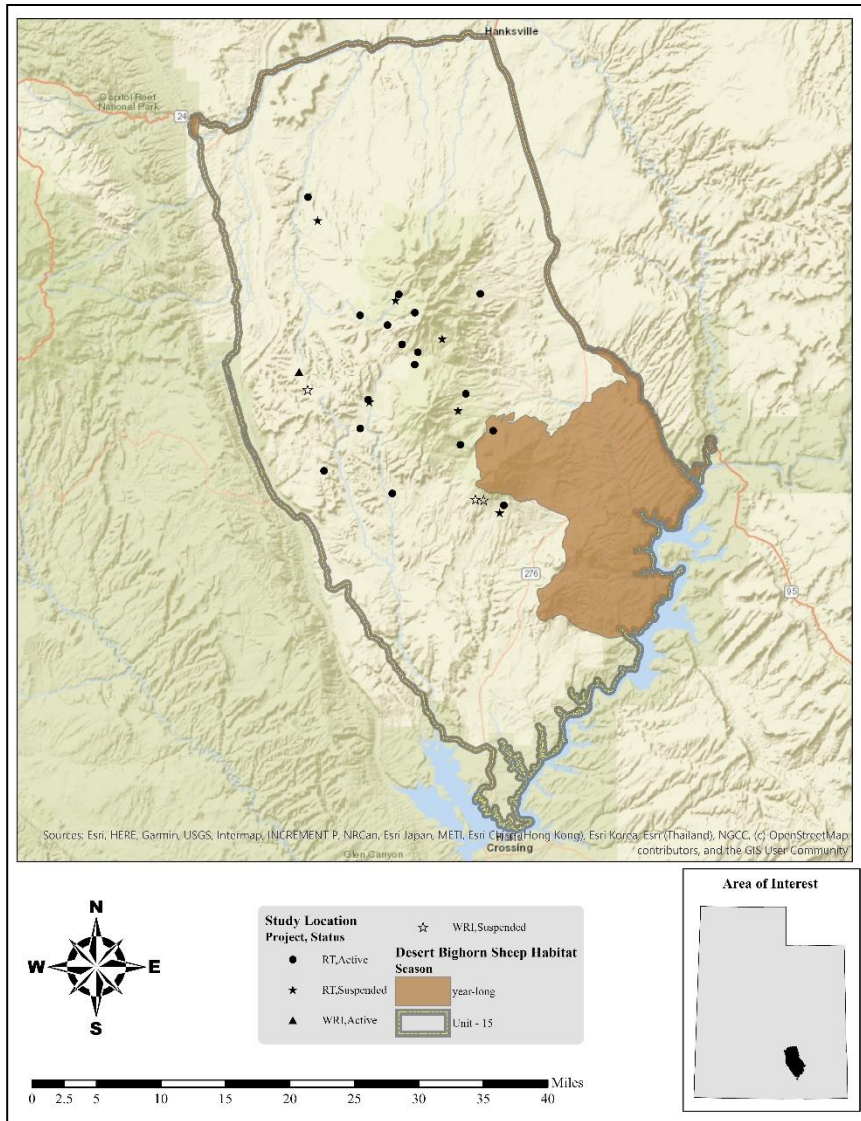 Hanksville
Capitol Reef
National Park
24
276
95
Sources: Esri, HERE, Garmin, USGS, Intermap, INCREMENT P, NRCan, Esri Japan, METI, Esri (Hong Kong), Esri Korea, Esri (Thailand), NGCC, (c) OpenStreetMap
Crossing
contributors, and the GIS User Community
Glen Canyon
N
W
E
S
Study Location
Project, Status
RT,Active
RT,Suspended
WRI,Active
WRI,Suspended
Desert Bighorn Sheep Habitat
Season
year-long
Unit - 15
Area of Interest
Miles
0 2.5 5 10 15 20 25 30 35 40